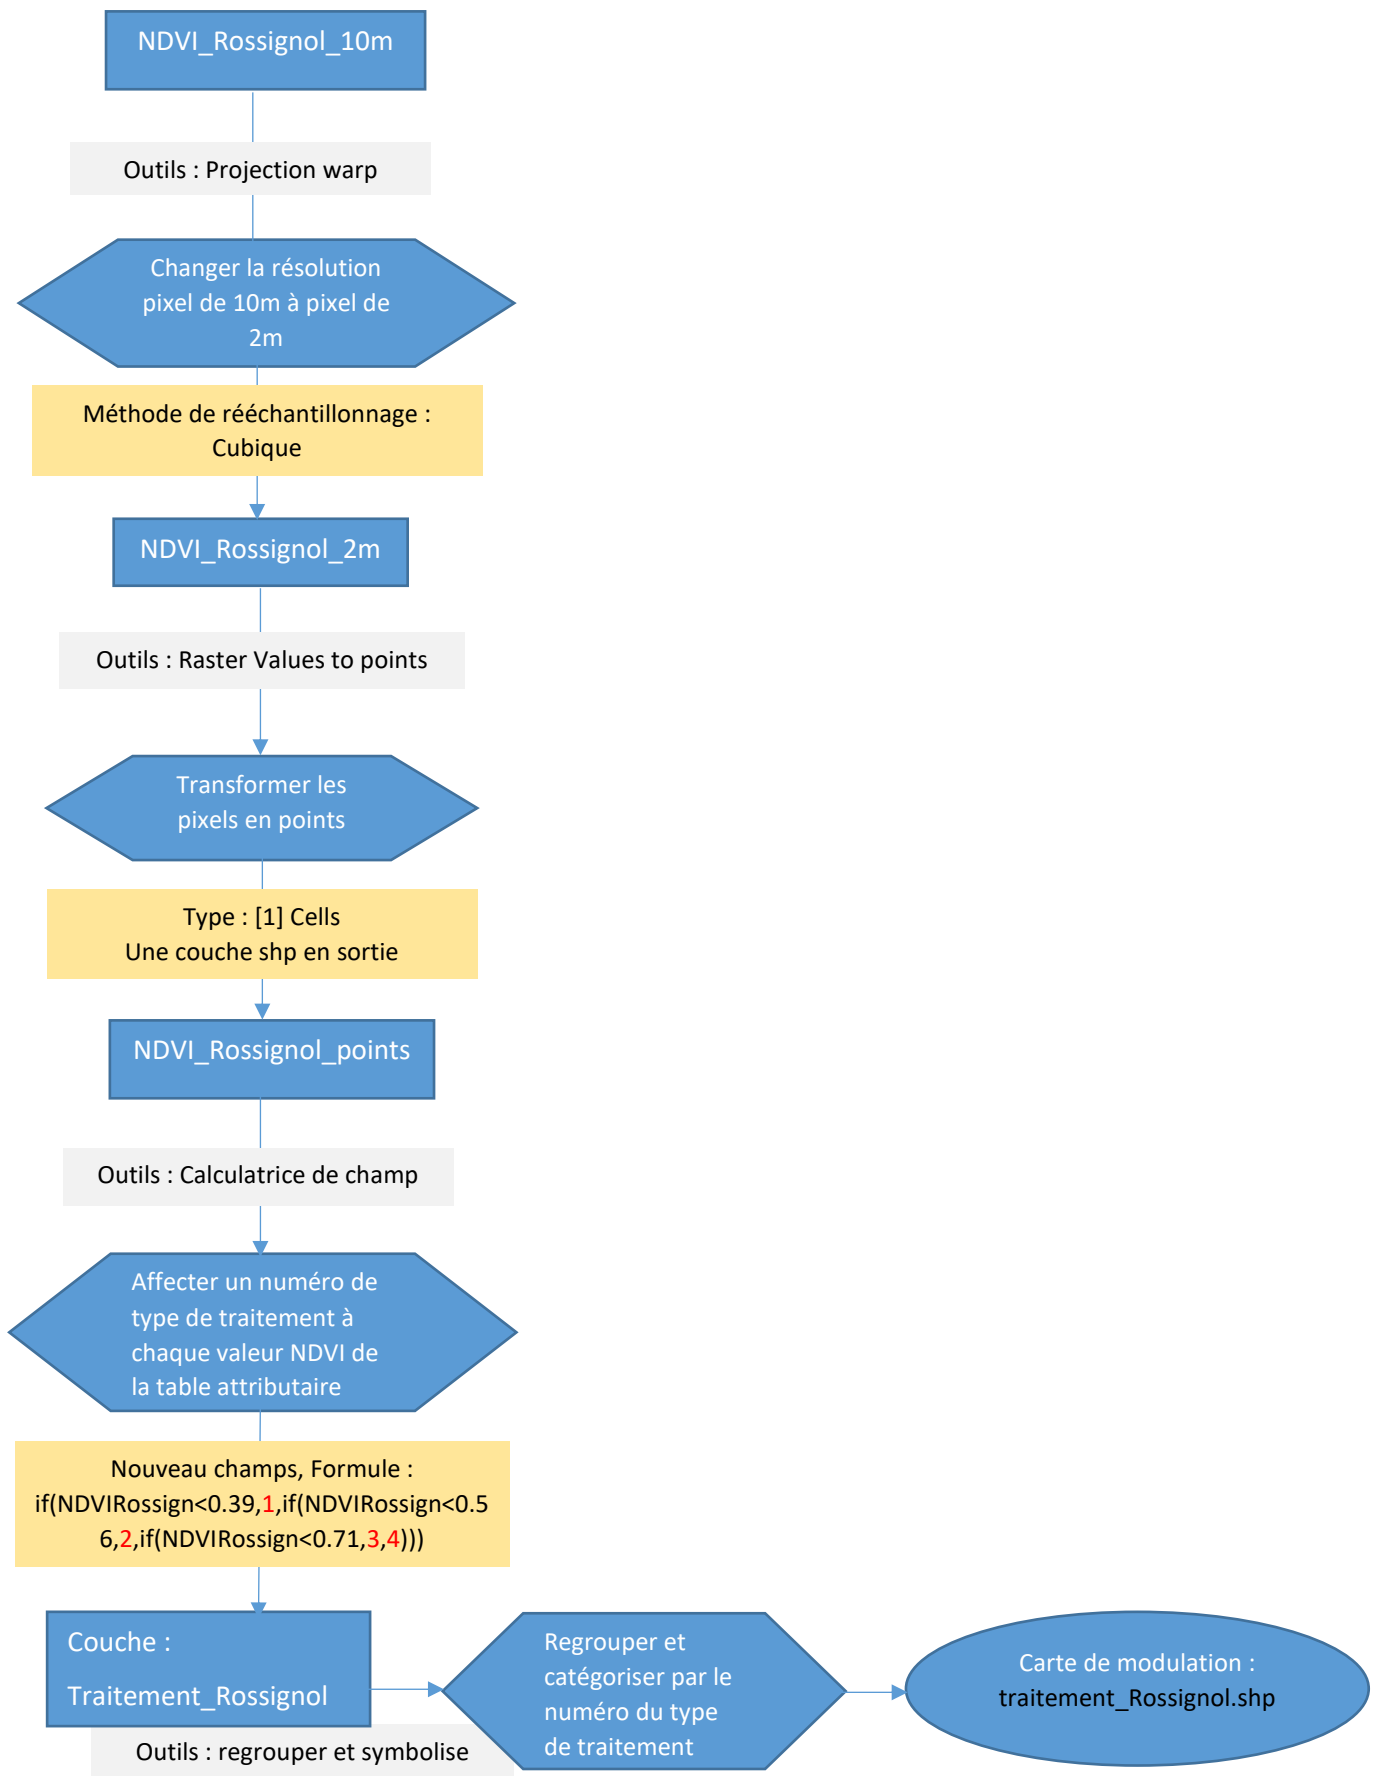 NDVI_Rossignol_10m
Outils : Projection warp
Changer la résolution
pixel de 10m à pixel de
2m
Méthode de rééchantillonnage :
Cubique
NDVI_Rossignol_2m
Outils : Raster Values to points
Transformer les
pixels en points
Type : [1] Cells
Une couche shp en sortie
NDVI_Rossignol_points
Outils : Calculatrice de champ
Affecter un numéro de
type de traitement à
chaque valeur NDVI de
la table attributaire
Nouveau champs, Formule :
if(NDVIRossign<0.39,1,if(NDVIRossign<0.5
6,2,if(NDVIRossign<0.71,3,4)))
Couche :
Traitement_Rossignol
Outils : regrouper et symbolise
Regrouper et
catégoriser par le
numéro du type
de traitement
Carte de modulation :
traitement_Rossignol.shp